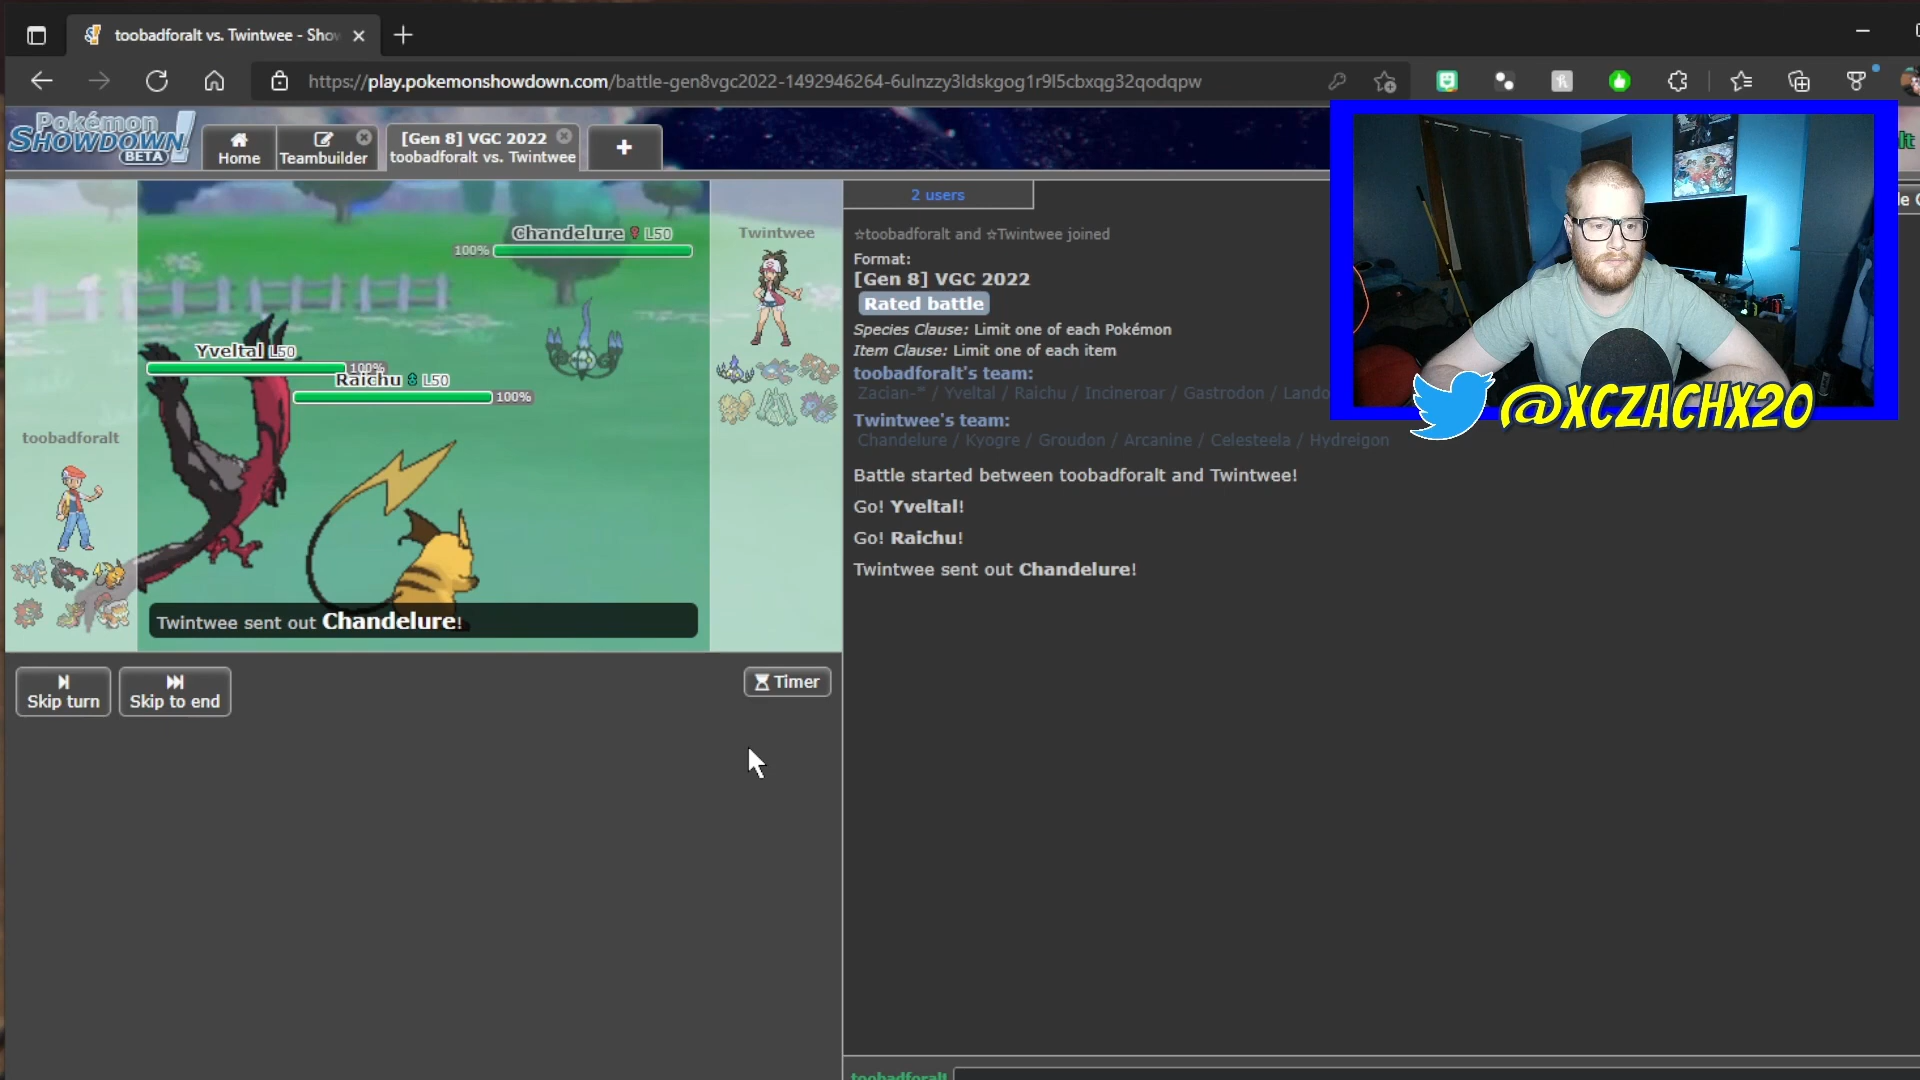 toobadforalt vs. Twintwee - Sho
https://play.pokemonshowdown.com/battle-gen8vgc2022-1492946264-6ulnzzy3ldskgog1r9l5cbxqg32qodqpw
Pokémon
SHOWDOWN!
BETA
Home
Teambuilder
[Gen 8] VGC 2022
toobadforalt vs. Twintwee
2 users
☆toobadforalt and ☆Twintwee joined
Format:
[Gen 8] VGC 2022
Rated battle
Species Clause: Limit one of each Pokémon
Item Clause: Limit one of each item
toobadforalt's team:
Zacian-* / Yveltal / Raichu / Incineroar / Gastrodon / Lando
Twintwee's team:
Chandelure / Kyogre / Groudon / Arcanine / Celesteela / Hydreigon
Battle started between toobadforalt and Twintwee!
Go! Yveltal!
Go! Raichu!
Twintwee sent out Chandelure!
Chandelure L50
100%
Twintwee
Yveltal L50
100%
Raichu L50
100%
toobadforalt
Twintwee sent out Chandelure!
Skip turn
Skip to end
Timer
@XCZACHX20
toobadforalt